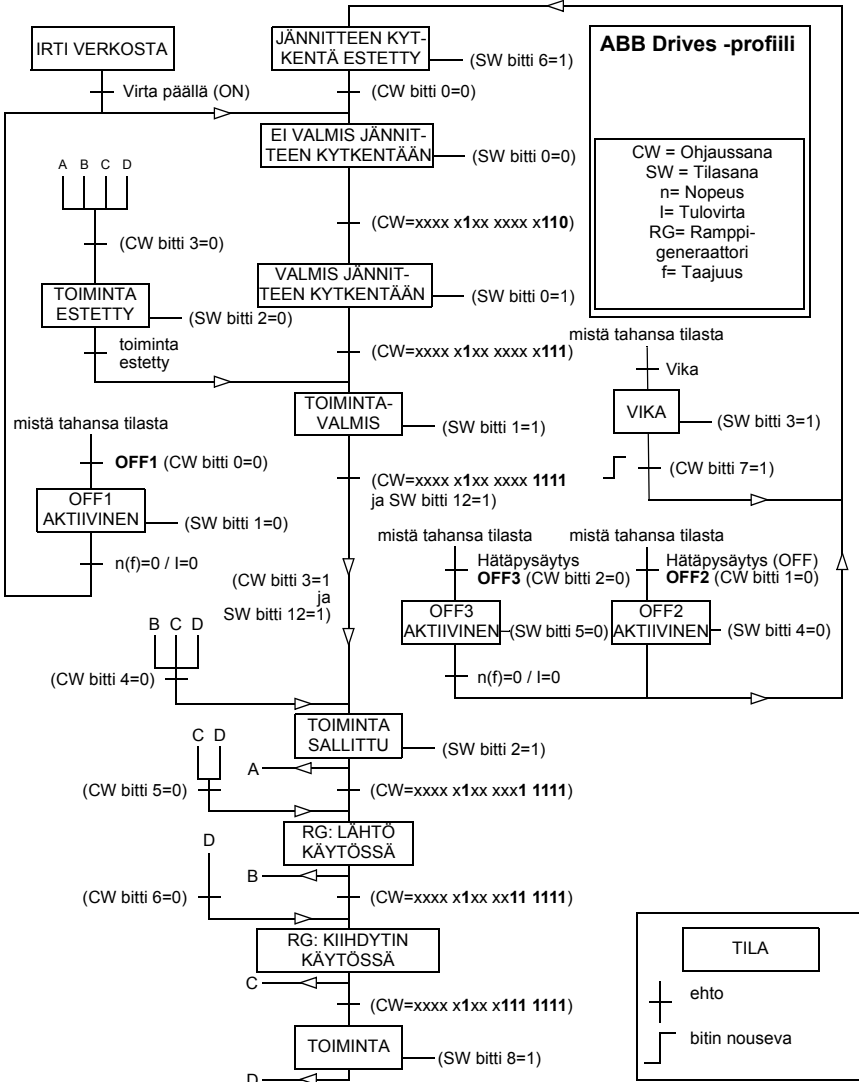 IRTI VERKOSTA
Virta päällä (ON)
JÄNNITTEEN KYT-
KENTÄ ESTETTY
(SW bitti 6=1)
(CW bitti 0=0)
EI VALMIS JÄNNIT-
TEEN KYTKENTÄÄN
(SW bitti 0=0)
(CW=xxxx x1xx xxxx x110)
VALMIS JÄNNIT-
TEEN KYTKENTÄÄN
(SW bitti 0=1)
(CW=xxxx x1xx xxxx x111)
ABB Drives -profiili
CW = Ohjaussana
SW = Tilasana
n= Nopeus
I= Tulovirta
RG= Ramppi-
generaattori
f= Taajuus
A B C D
(CW bitti 3=0)
TOIMINTA
ESTETTY
(SW bitti 2=0)
toiminta
estetty
TOIMINTA-
VALMIS
(SW bitti 1=1)
(CW=xxxx x1xx xxxx 1111
ja SW bitti 12=1)
mistä tahansa tilasta
Vika
VIKA
(SW bitti 3=1)
(CW bitti 7=1)
mistä tahansa tilasta
OFF1 (CW bitti 0=0)
OFF1
AKTIIVINEN
(SW bitti 1=0)
n(f)=0 / I=0
(CW bitti 3=1
ja
SW bitti 12=1)
mistä tahansa tilasta
Hätäpysäytys
OFF3 (CW bitti 2=0)
OFF3
AKTIIVINEN
(SW bitti 5=0)
n(f)=0 / I=0
mistä tahansa tilasta
Hätäpysäytys (OFF)
OFF2 (CW bitti 1=0)
OFF2
AKTIIVINEN
(SW bitti 4=0)
B C D
(CW bitti 4=0)
TOIMINTA
SALLITTU
(SW bitti 2=1)
A
(CW=xxxx x1xx xxx1 1111)
C D
(CW bitti 5=0)
RG: LÄHTÖ
KÄYTÖSSÄ
B
(CW=xxxx x1xx xx11 1111)
D
(CW bitti 6=0)
RG: KIIHDYTIN
KÄYTÖSSÄ
C
(CW=xxxx x1xx x111 1111)
TOIMINTA
(SW bitti 8=1)
D
TILA
ehto
bitin nouseva